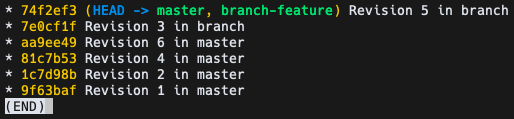 * 74f2ef3 (HEAD -> master, branch-feature) Revision 5 in branch
* 7e0cf1f Revision 3 in branch
* aa9ee49 Revision 6 in master
* 81c7b53 Revision 4 in master
* 1c7d98b Revision 2 in master
* 9f63baf Revision 1 in master
(END)